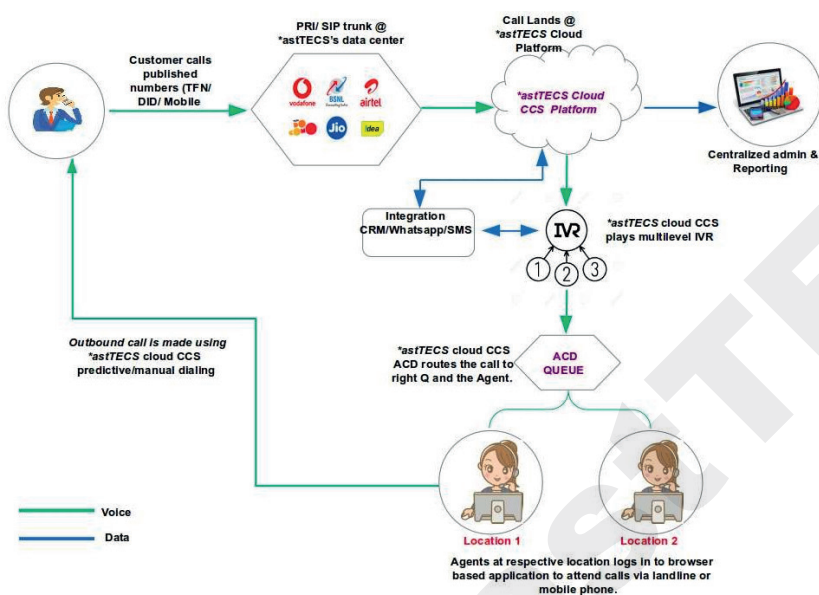 Customer calls
published
numbers (TFN/
DID/ Mobile
PRI/ SIP trunk @
*astTECS's data center
vodafone
BSNL
airtel
Jio
idea
Call Lands @
*astTECS Cloud
Platform
*astTECS Cloud
CCS Platform
Centralized admin &
Reporting
Integration
CRM/Whatsapp/SMS
IVR
1 2 3
*astTECS cloud CCS
plays multilevel IVR
Outbound call is made using
*astTECS cloud CCS
predictive/manual dialing
*astTECS cloud CCS
ACD routes the call to
right Q and the Agent.
ACD
QUEUE
Voice
Data
Location 1
Location 2
Agents at respective location logs in to browser
based application to attend calls via landline or
mobile phone.